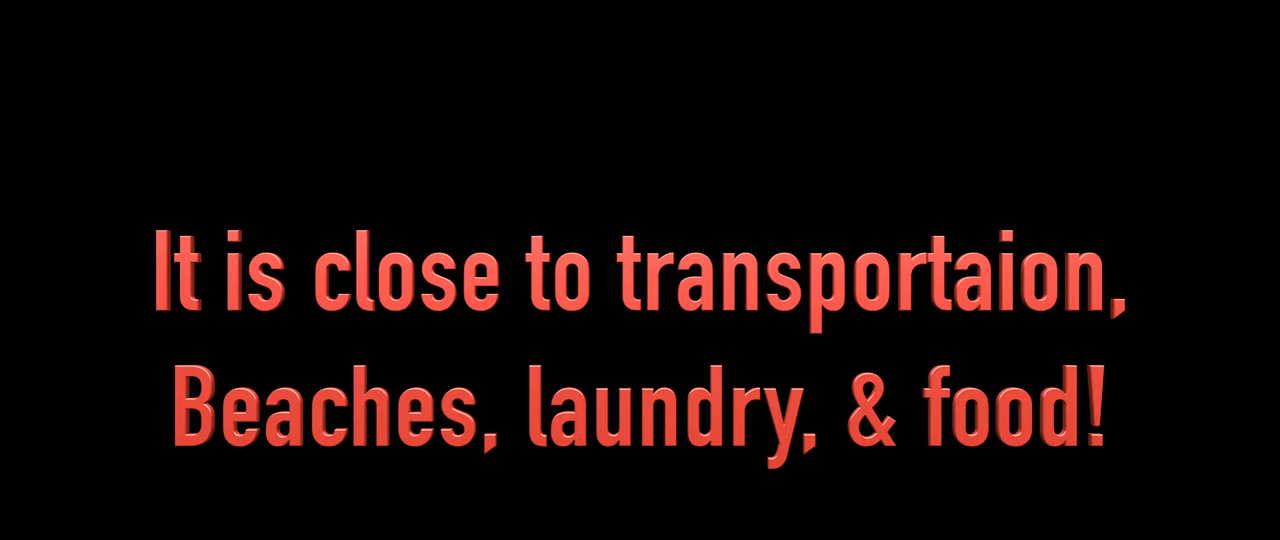 It is close to transportaion,
Beaches, laundry, & food!